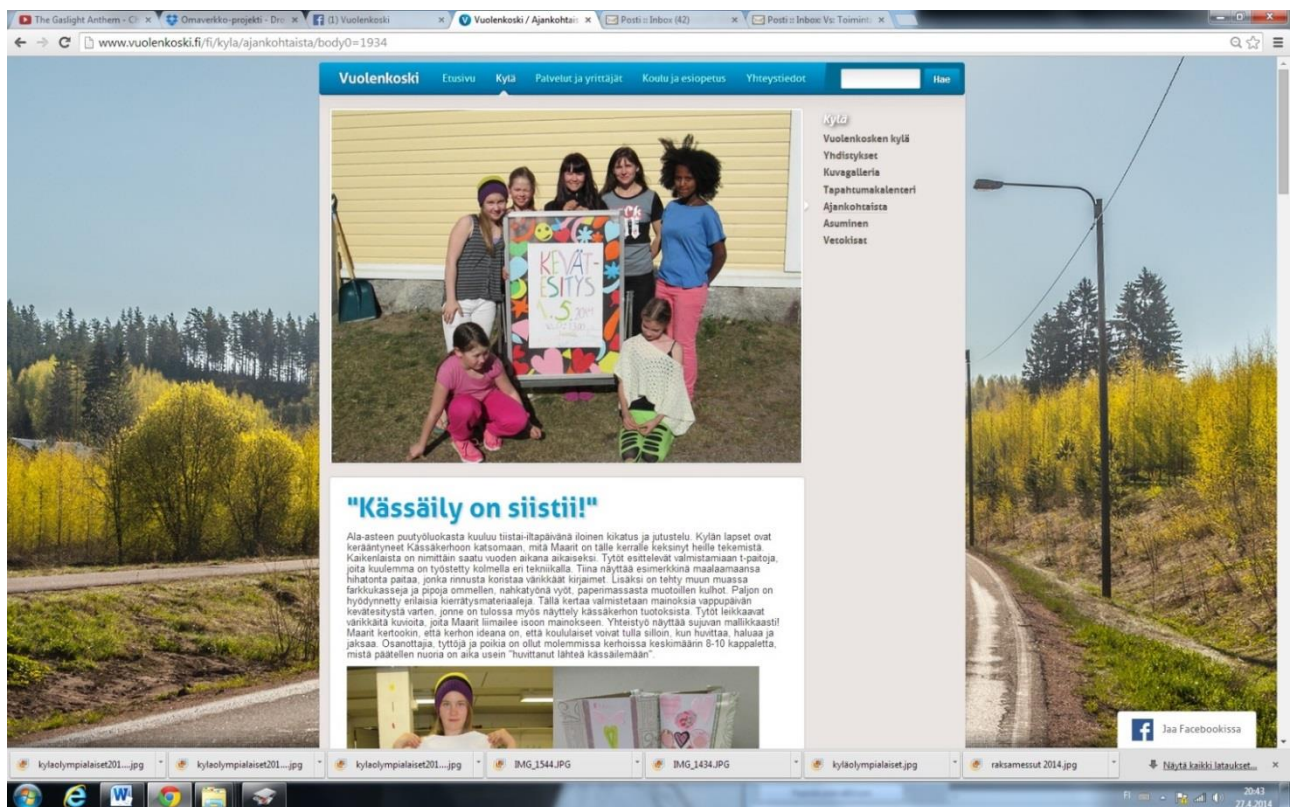 The Gaslight Anthem - Cl
Omaverkko-projekti - Dro
(1) Vuolenkoski
Vuolenkoski / Ajankohtais
Posti :: Inbox (42)
Posti :: Inbox: Vs: Toiminta
www.vuolenkoski.fi/fi/kyla/ajankohtaista/body0=1934
Vuolenkoski Etusivu Kylä Palvelut ja yrittäjät Koulu ja esiopetus Yhteystiedot Hae
KEVÄT-
ESITYS
1.5.2014
Kylä
Vuolenkosken kylä
Yhdistykset
Kuvagalleria
Tapahtumakalenteri
Ajankohtaista
Asuminen
Vetokisat
"Kässäily on siistii!"
Ala-asteen puutyöluokasta kuuluu tiistai-iltapäivänä iloinen kikatus ja jutustelu. Kylän lapset ovat
kerääntyneet Kässäkerhoon katsomaan, mitä Maarit on tälle kerralle keksinyt heille tekemistä.
Kaikenlaista on nimittäin saatu vuoden aikana aikaiseksi. Tytöt esittelevät valmistamiaan t-paitoja,
joita kuulemma on työstetty kolmella eri tekniikalla. Tiina näyttää esimerkkinä maalaamaansa
hihatonta paitaa, jonka rinnusta koristaa värikkäät kirjaimet. Lisäksi on tehty muun muassa
farkkukasseja ja pipoja ommellen, nahkatyönä vyöt, paperimassasta muotoillen kulhot. Paljon on
hyödynnetty erilaisia kierrätysmateriaaleja. Tällä kertaa valmistetaan mainoksia vappupäivän
kevätesitystä varten, jonne on tulossa myös näyttely kässäkerhon tuotoksista. Tytöt leikkaavat
värikkäitä kuvioita, joita Maarit liimailee isoon mainokseen. Yhteistyö näyttää sujuvan mallikkaasti!
Maarit kertookin, että kerhon ideana on, että koululaiset voivat tulla silloin, kun huvittaa, haluaa ja
jaksaa. Osanottajia, tyttöjä ja poikia on ollut molemmissa kerhoissa keskimäärin 8-10 kappaletta,
mistä päätellen nuoria on aika usein "huvittanut lähteä kässäilemään".
Jaa Facebookissa
kylaolympialaiset201....jpg
kylaolympialaiset201....jpg
kylaolympialaiset201....jpg
IMG_1544.JPG
IMG_1434.JPG
kyläolympialaiset.jpg
raksamessut 2014.jpg
Näytä kaikki lataukset...
FI
20:43
27.4.2014